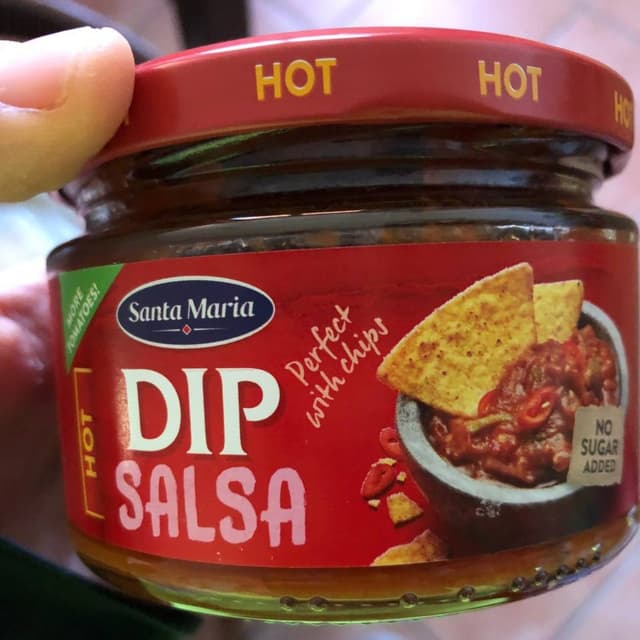 HOT HOT HOT
MORE
TOMATOES!
Santa Maria
Perfect
with chips
DIP
SALSA
HOT
NO
SUGAR
ADDED